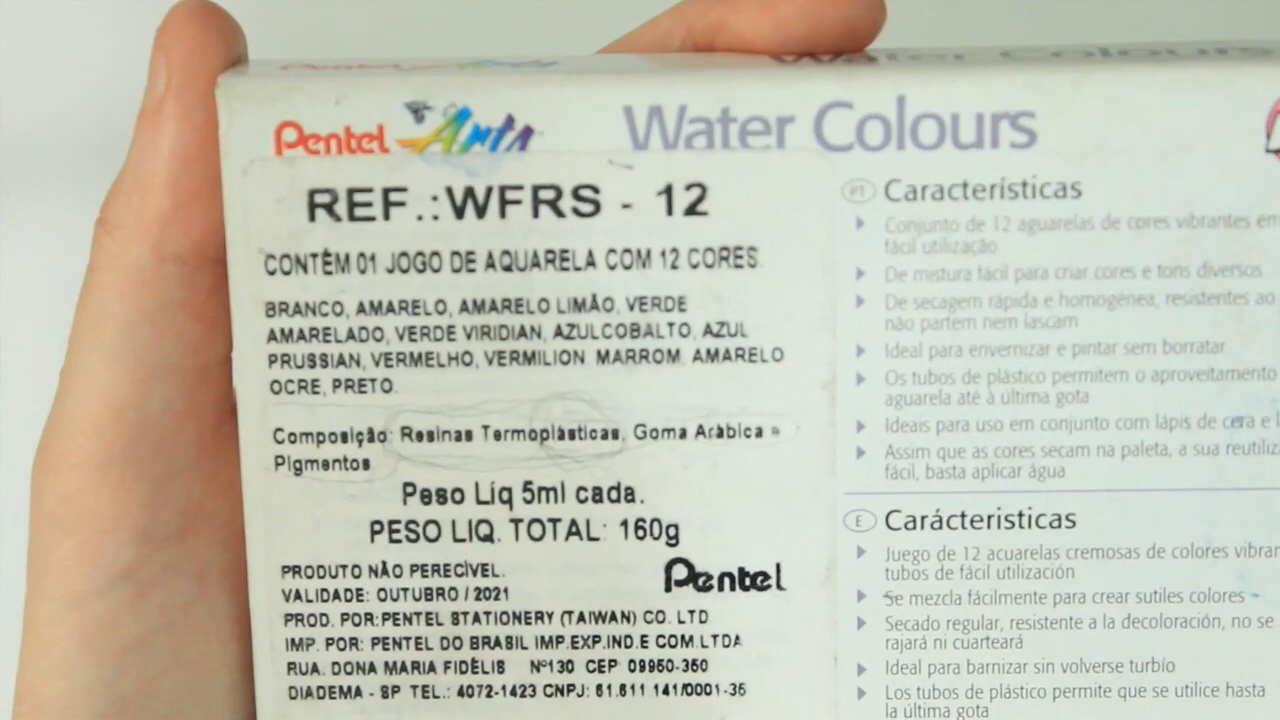 Water Colours
Pentel Arts Water Colours
REF.:WFRS - 12
CONTÊM 01 JOGO DE AQUARELA COM 12 CORES.
BRANCO, AMARELO, AMARELO LIMÃO, VERDE
AMARELADO, VERDE VIRIDIAN, AZULCOBALTO, AZUL
PRUSSIAN, VERMELHO, VERMILION MARROM AMARELO
OCRE, PRETO.
Composição: Resinas Termoplásticas, Goma Arábica e
Pigmentos
Peso Líq 5ml cada.
PESO LIQ. TOTAL: 160g
PRODUTO NÃO PERECÍVEL.
VALIDADE: OUTUBRO / 2021
Pentel
PROD. POR:PENTEL STATIONERY (TAIWAN) CO. LTD
IMP. POR: PENTEL DO BRASIL IMP.EXP.IND.E COM.LTDA
RUA. DONA MARIA FIDÉLIS Nº130 CEP 09950-350
DIADEMA - SP TEL.: 4072-1423 CNPJ: 61.611 141/0001-35
PT Características
Conjunto de 12 aguarelas de cores vibrantes em
fácil utilização
De mistura fácil para criar cores e tons diversos
De secagem rápida e homogènea, resistentes ao
não partem nem lascam
Ideal para envernizar e pintar sem borratar
Os tubos de plástico permitem o aproveitamento
aguarela até à última gota
Ideais para uso em conjunto com lápis de cera e
Assim que as cores secam na paleta, a sua
fácil, basta aplicar água
E Carácteristicas
Juego de 12 acuarelas cremosas de colores
tubos de fácil utilización
Se mezcla fácilmente para crear sutiles colores
Secado regular, resistente a la decoloración, no se
rajará ni cuarteará
Ideal para barnizar sin volverse turbío
Los tubos de plástico permite que se utilice hasta
la última gota